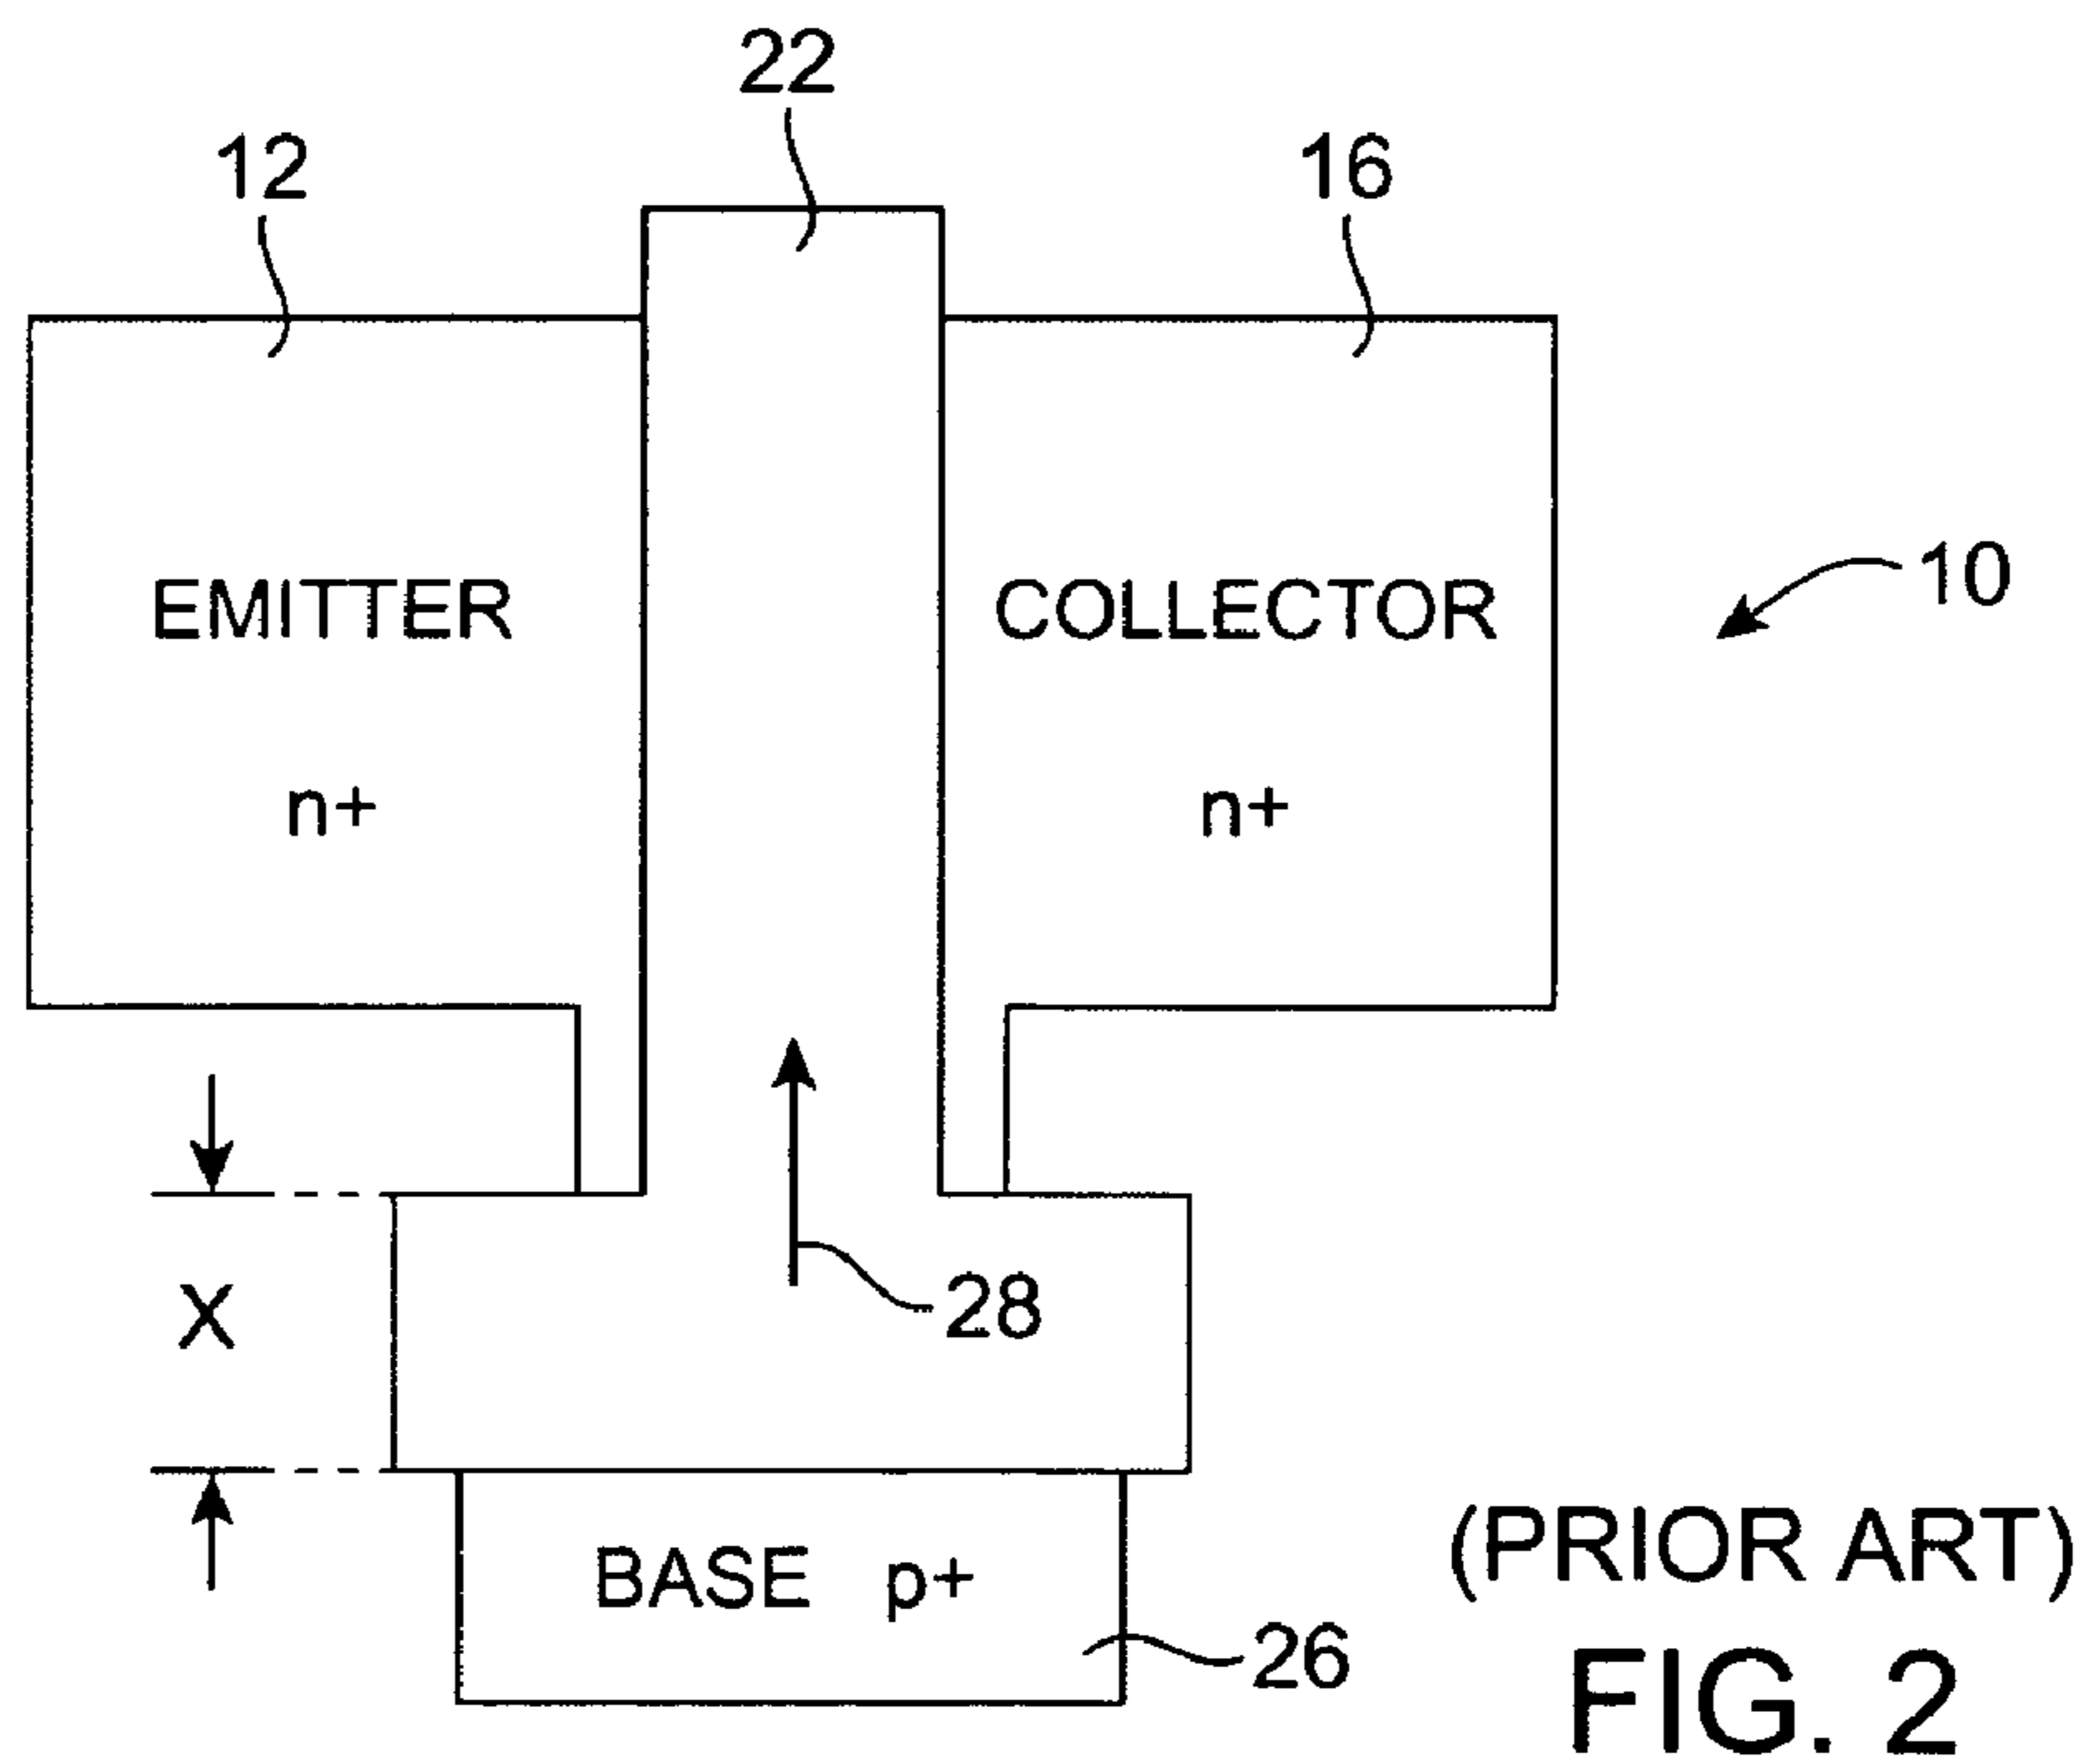 22
12
16
EMITTER
COLLECTOR
10
n+
n+
X
28
BASE p+
26
(PRIOR ART)
FIG. 2